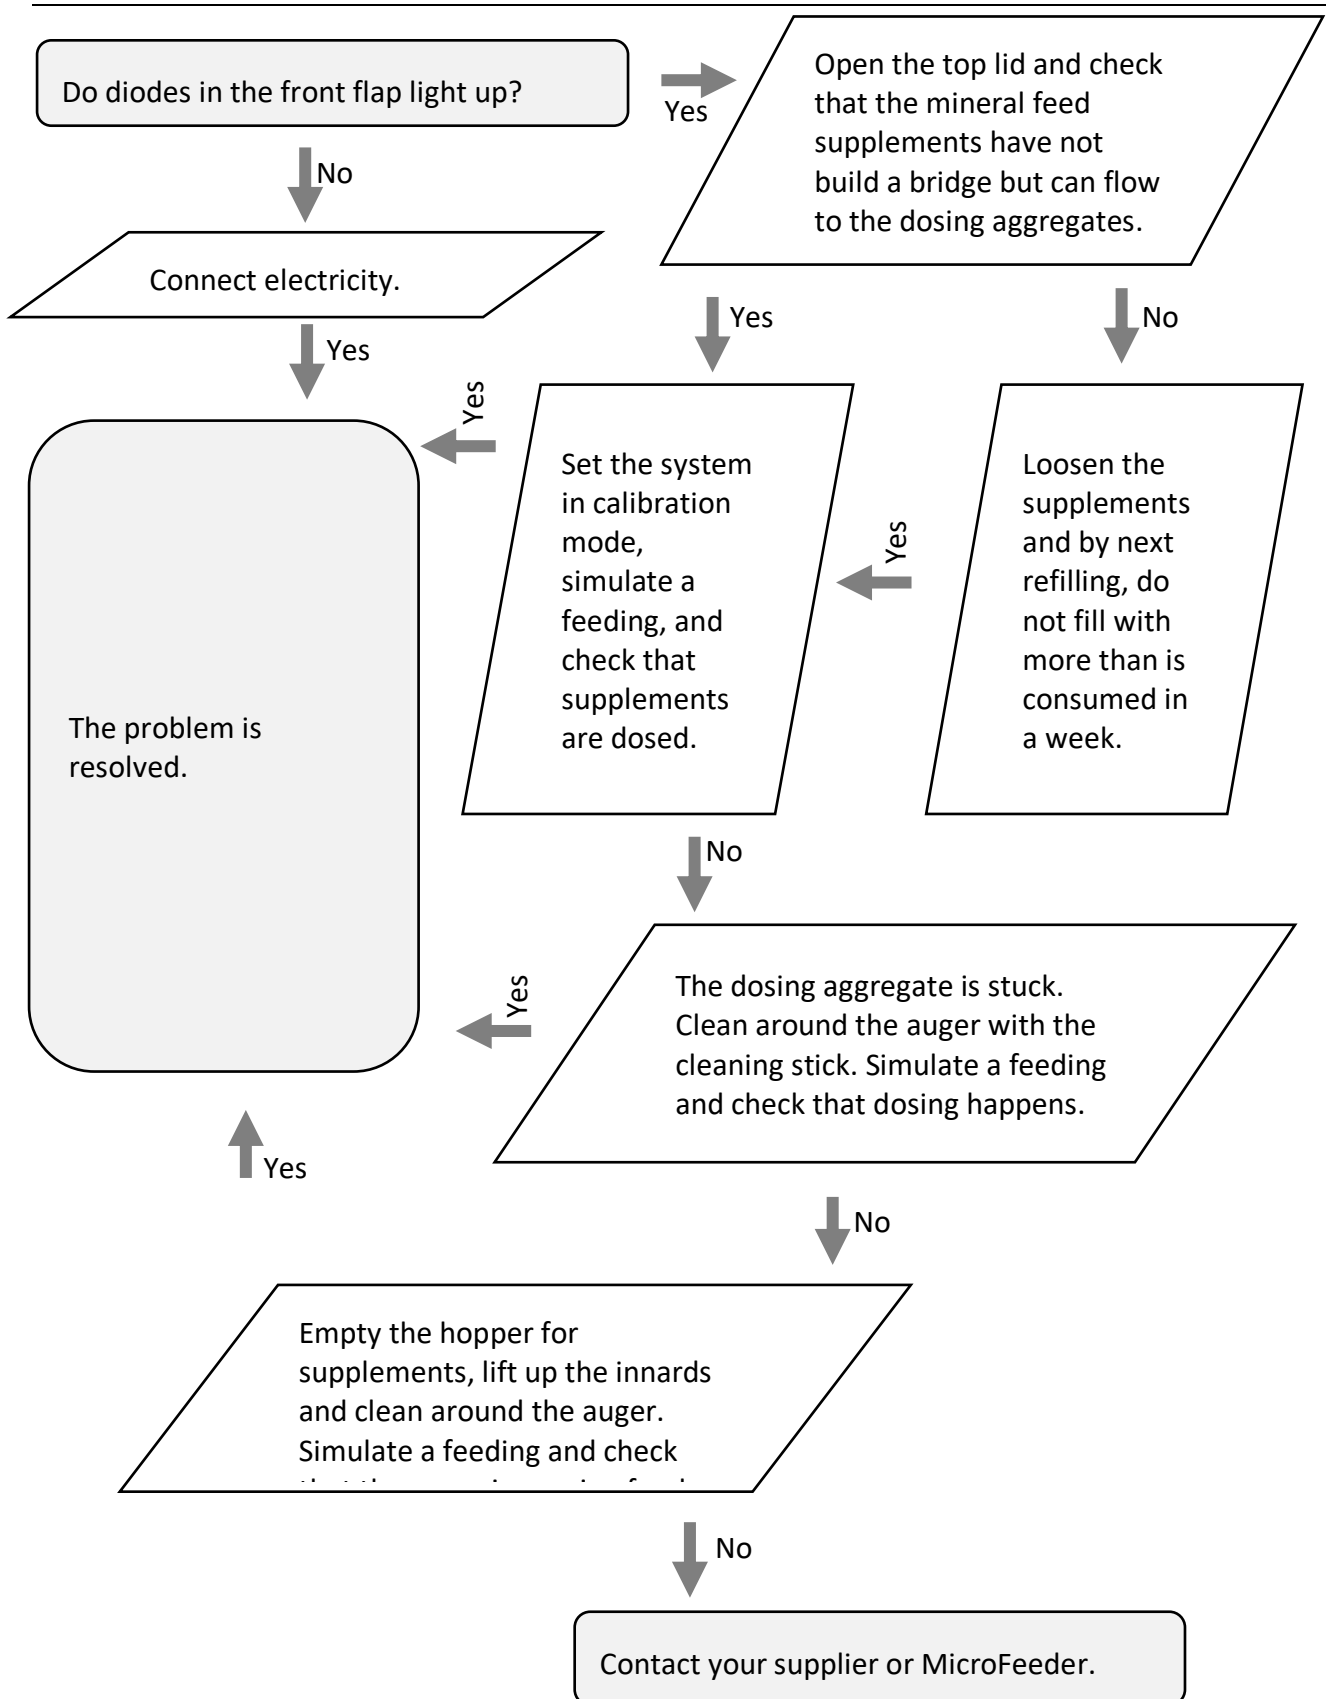 Do diodes in the front flap light up?
Yes
Open the top lid and check
that the mineral feed
supplements have not
build a bridge but can flow
to the dosing aggregates.
No
Connect electricity.
Yes
Yes
No
Yes
Set the system
in calibration
mode,
simulate a
feeding, and
check that
supplements
are dosed.
Yes
Loosen the
supplements
and by next
refilling, do
not fill with
more than is
consumed in
a week.
The problem is
resolved.
No
Yes
The dosing aggregate is stuck.
Clean around the auger with the
cleaning stick. Simulate a feeding
and check that dosing happens.
Yes
No
Empty the hopper for
supplements, lift up the innards
and clean around the auger.
Simulate a feeding and check
No
Contact your supplier or MicroFeeder.